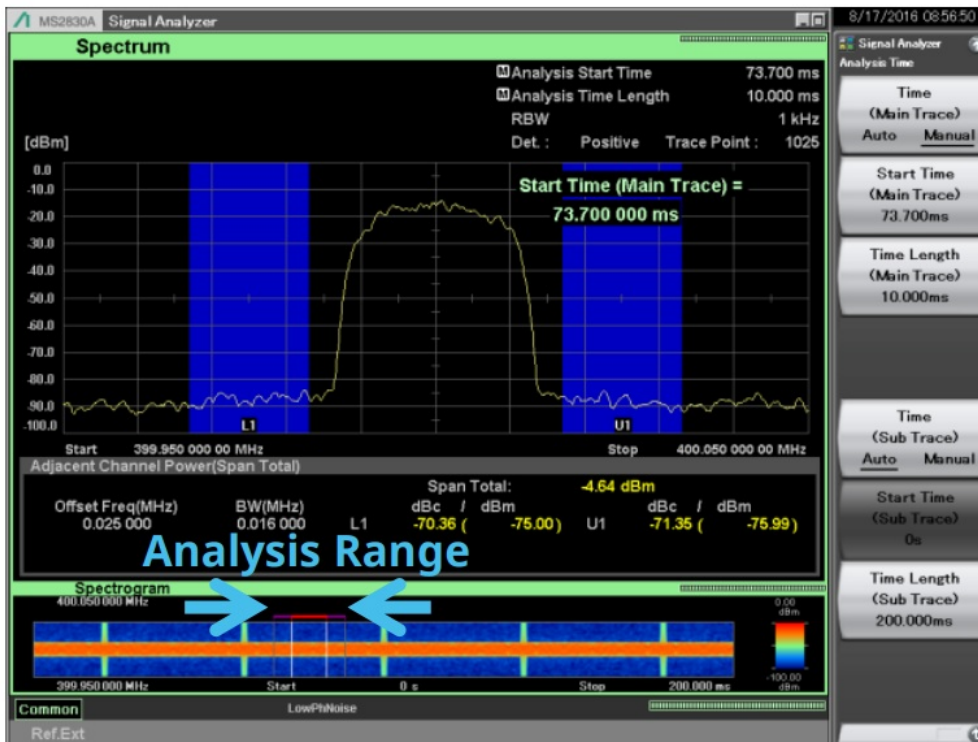 MS2830A Signal Analyzer
8/17/2016 08:56:50
Spectrum
Analysis Start Time 73.700 ms
Analysis Time Length 10.000 ms
RBW 1 kHz
[dBm] Det. : Positive Trace Point : 1025
0.0
-10.0
-20.0
-30.0
-40.0
-50.0
-60.0
-70.0
-80.0
-90.0
-100.0
Start Time (Main Trace) =
73.700 000 ms
L1 U1
Start 399.950 000 00 MHz Stop 400.050 000 00 MHz
Adjacent Channel Power(Span Total)
Span Total: -4.64 dBm
Offset Freq(MHz) BW(MHz) dBc / dBm dBc / dBm
0.025 000 0.016 000 L1 -70.36 ( -75.00 ) U1 -71.35 ( -75.99 )
Analysis Range
Spectrogram
400.050 000 MHz
0.00
dBm
-100.00
dBm
399.950 000 MHz Start 0 s Stop 200.000 ms
Common LowPhNoise
Ref.Ext
Signal Analyzer
Analysis Time
Time
(Main Trace)
Auto Manual
Start Time
(Main Trace)
73.700ms
Time Length
(Main Trace)
10.000ms
Time
(Sub Trace)
Auto Manual
Start Time
(Sub Trace)
0s
Time Length
(Sub Trace)
200.000ms